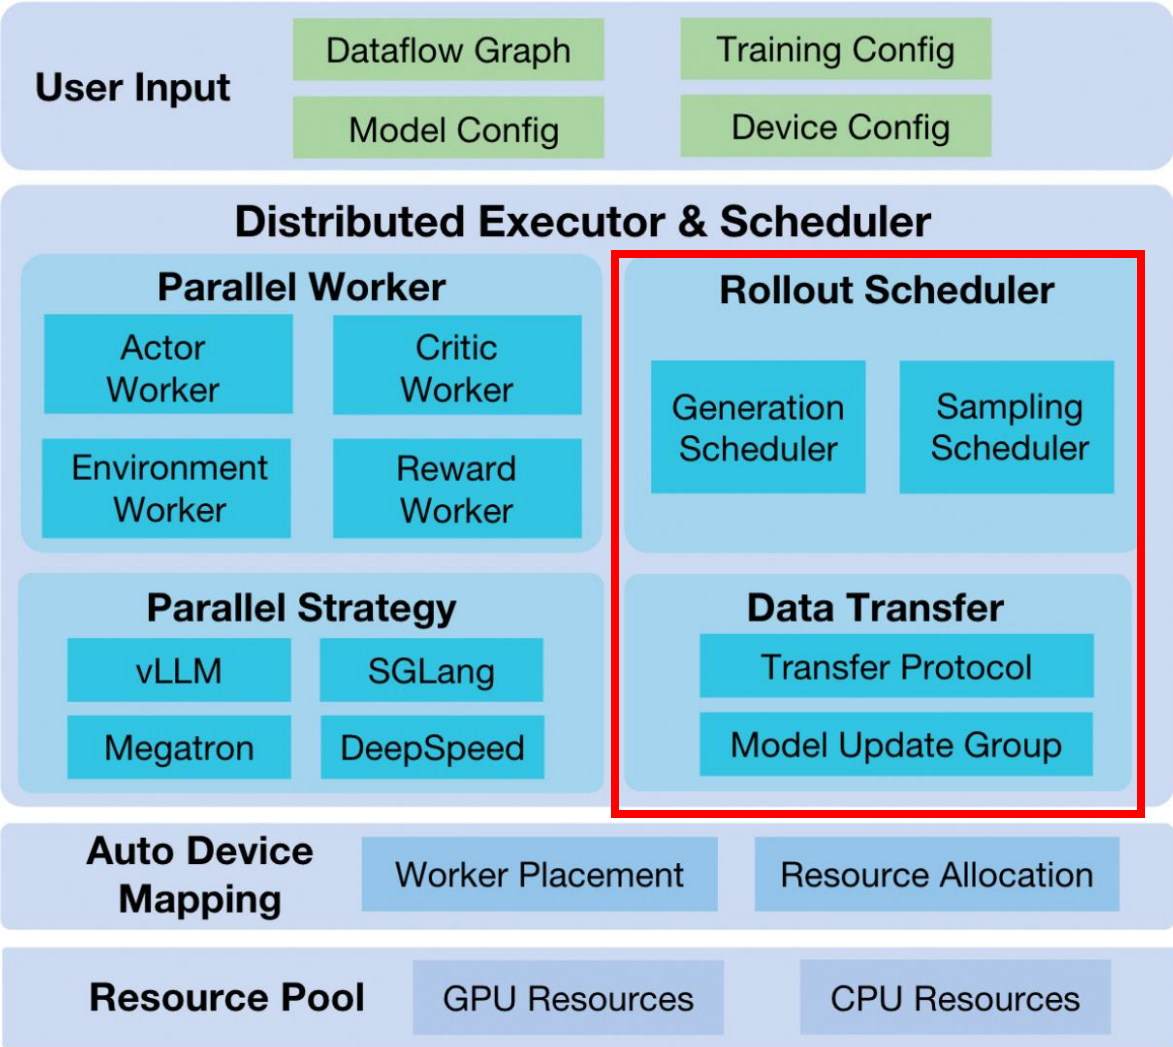 User Input
Dataflow Graph
Training Config
Model Config
Device Config
Distributed Executor & Scheduler
Parallel Worker
Actor
Worker
Critic
Worker
Environment
Worker
Reward
Worker
Rollout Scheduler
Generation
Scheduler
Sampling
Scheduler
Parallel Strategy
vLLM
SGLang
Megatron
DeepSpeed
Data Transfer
Transfer Protocol
Model Update Group
Auto Device
Mapping
Worker Placement
Resource Allocation
Resource Pool
GPU Resources
CPU Resources